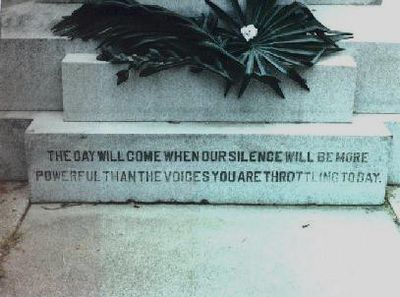 THE DAY WILL COME WHEN OUR SILENCE WILL BE MORE
POWERFUL THAN THE VOICES YOU ARE THROTTLING TODAY.